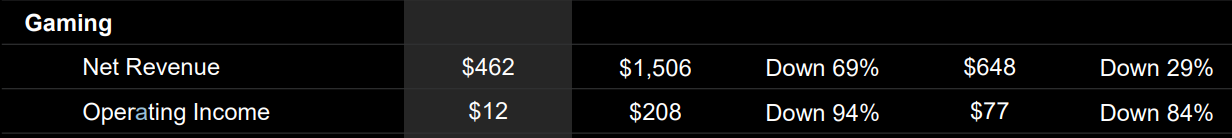 Gaming
Net Revenue $462 $1,506 Down 69% $648 Down 29%
Operating Income $12 $208 Down 94% $77 Down 84%